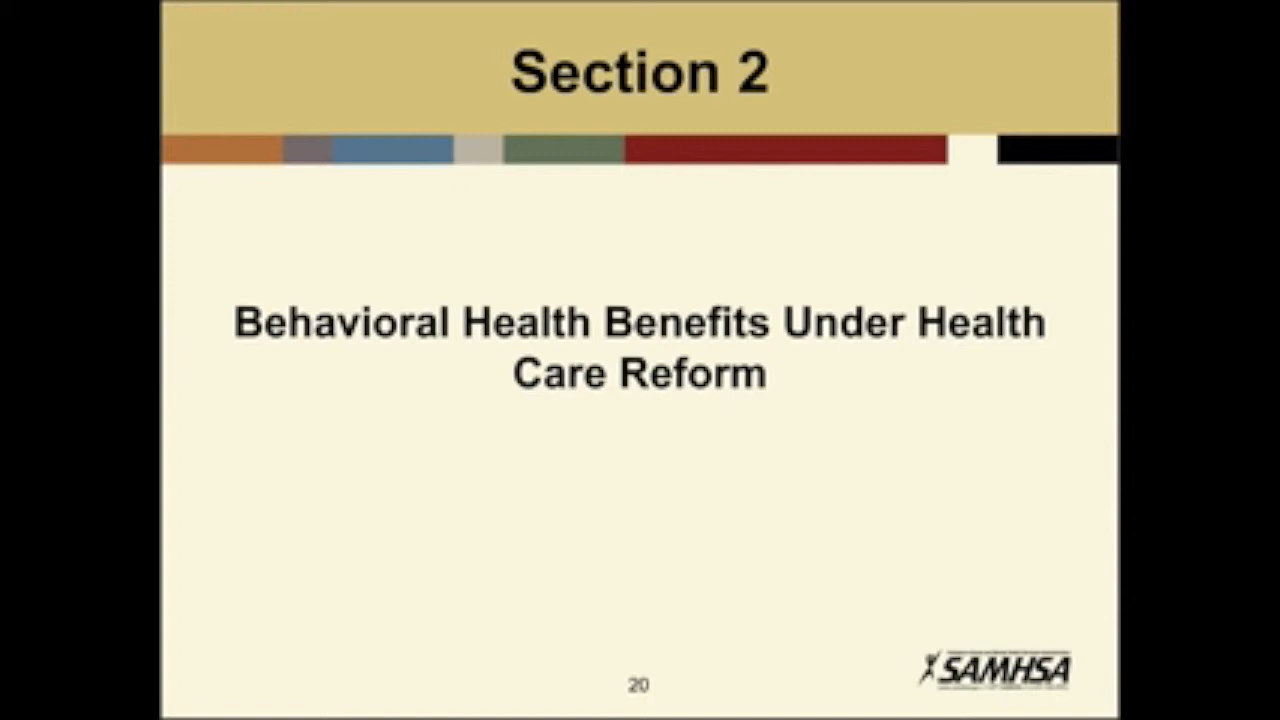 Section 2
Behavioral Health Benefits Under Health
Care Reform
20
SAMHSA